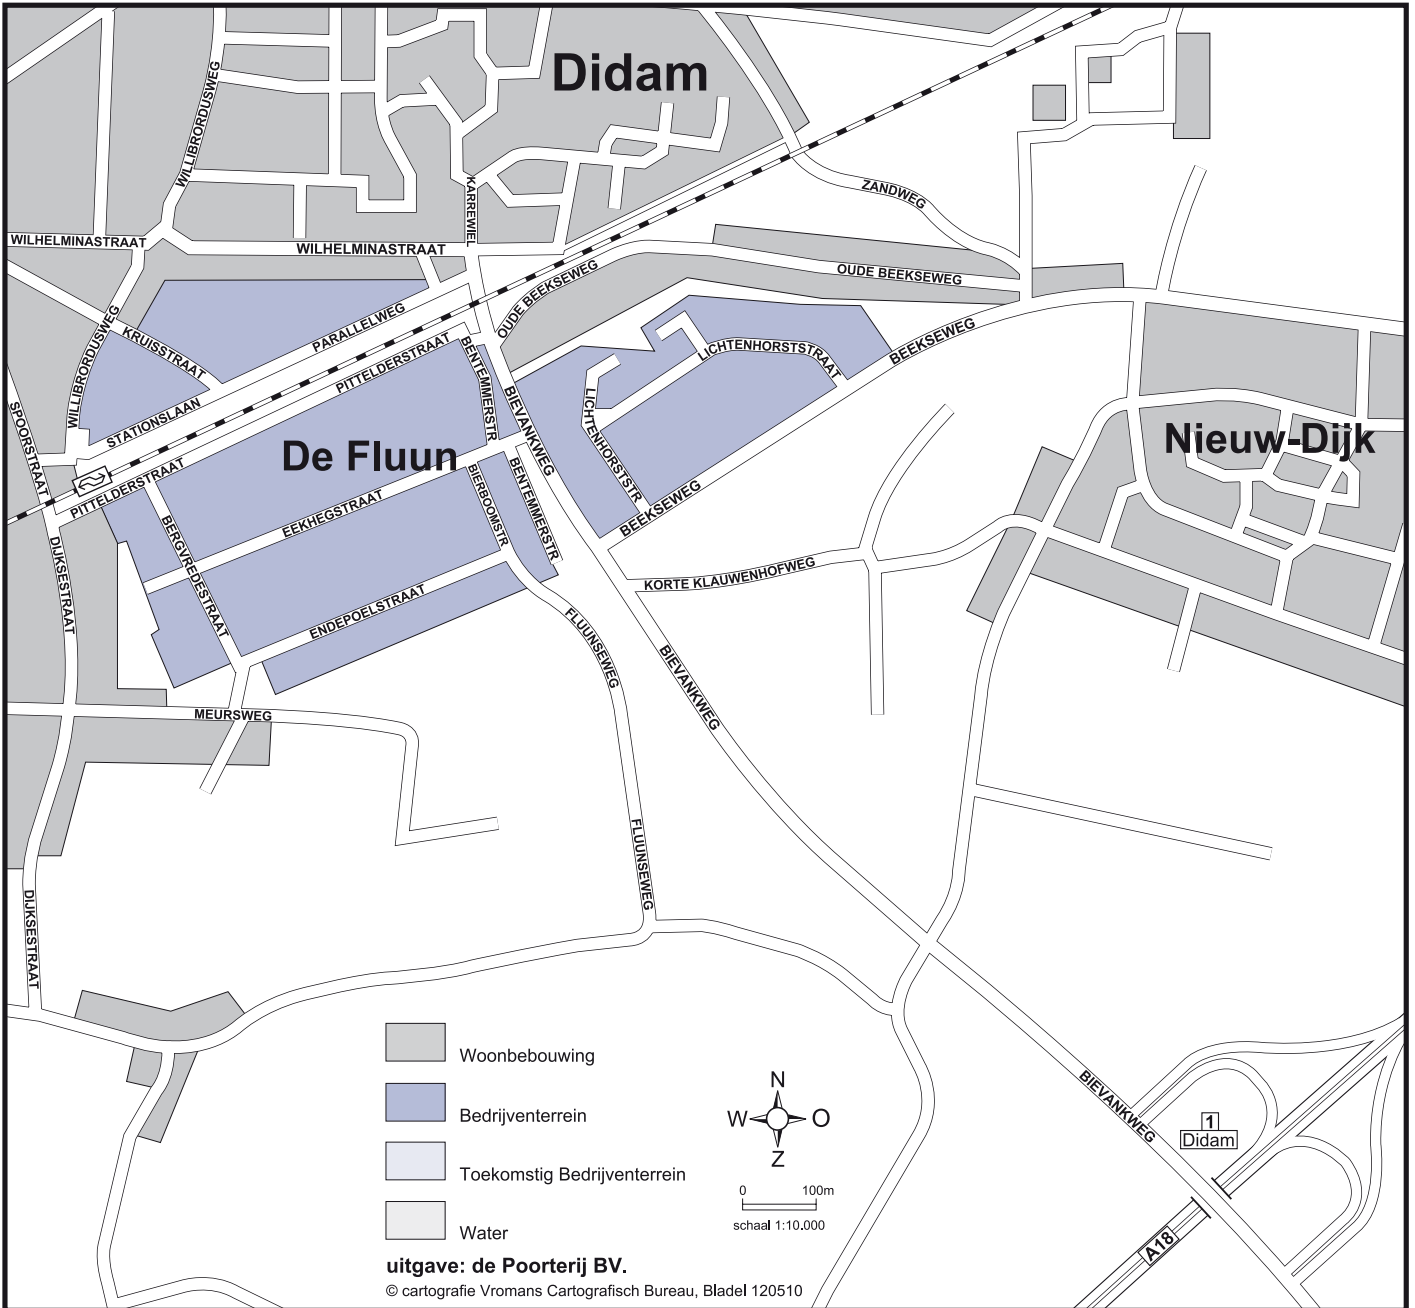 Didam
WILLIBRORDUSWEG
KARREWIEL
ZANDWEG
WILHELMINASTRAAT
WILHELMINASTRAAT
OUDE BEEKSEWEG
OUDE BEEKSEWEG
WILLIBRORDUSWEG
KRUISSTRAAT
PARALLELWEG
PITTELDERSTRAAT
BENTEMMERSTR
LICHTENHORSTSTRAAT
BEEKSEWEG
SPOORSTRAAT
STATIONSLAAN
BIEVANKWEG
LICHTENHORSTSTR
De Fluun
Nieuw-Dijk
PITTELDERSTRAAT
EEKHEGSTRAAT
BIERBOOMSTR
BENTEMMERSTR
BEEKSEWEG
DIJKSESTRAAT
BERGVREDESTRAAT
ENDEPOELSTRAAT
KORTE KLAUWENHOFWEG
FLUUNSEWEG
BIEVANKWEG
MEURSWEG
FLUUNSEWEG
DIJKSESTRAAT
Woonbebouwing
Bedrijventerrein
Toekomstig Bedrijventerrein
Water
N
W O
Z
0 100m
schaal 1:10.000
BIEVANKWEG
1
Didam
A18
uitgave: de Poorterij BV.
© cartografie Vromans Cartografisch Bureau, Bladel 120510